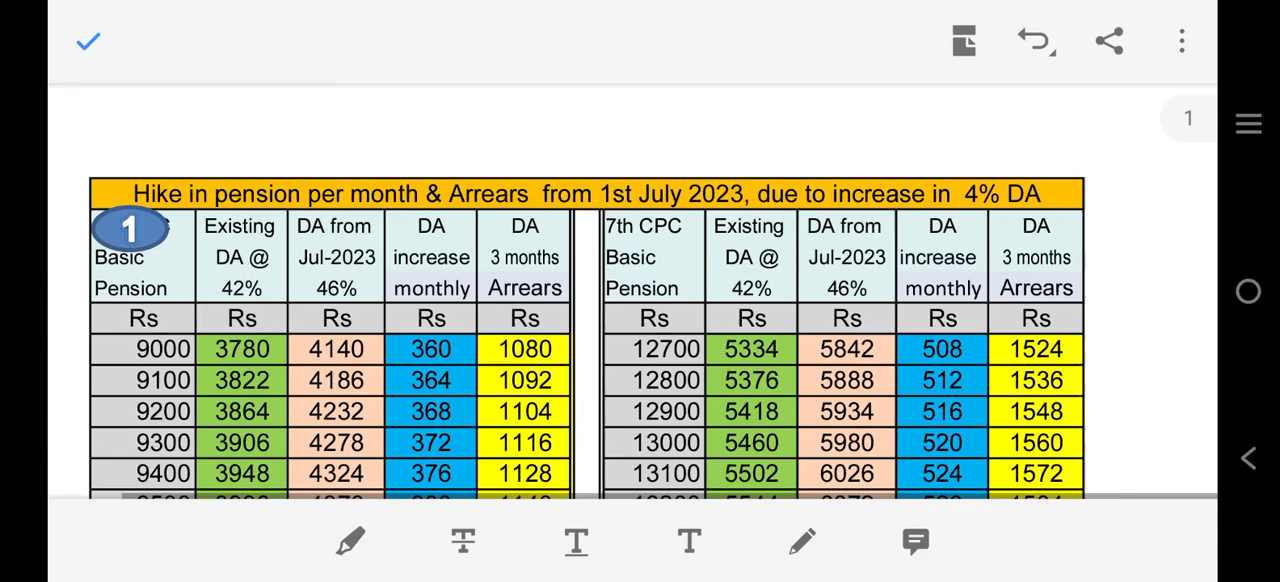 1
Hike in pension per month & Arrears from 1st July 2023, due to increase in 4% DA
1 Existing DA from DA DA 7th CPC Existing DA from DA DA
Basic DA @ Jul-2023 increase 3 months Basic DA @ Jul-2023 increase 3 months
Pension 42% 46% monthly Arrears Pension 42% 46% monthly Arrears
Rs Rs Rs Rs Rs Rs Rs Rs Rs Rs
9000 3780 4140 360 1080 12700 5334 5842 508 1524
9100 3822 4186 364 1092 12800 5376 5888 512 1536
9200 3864 4232 368 1104 12900 5418 5934 516 1548
9300 3906 4278 372 1116 13000 5460 5980 520 1560
9400 3948 4324 376 1128 13100 5502 6026 524 1572
T T T